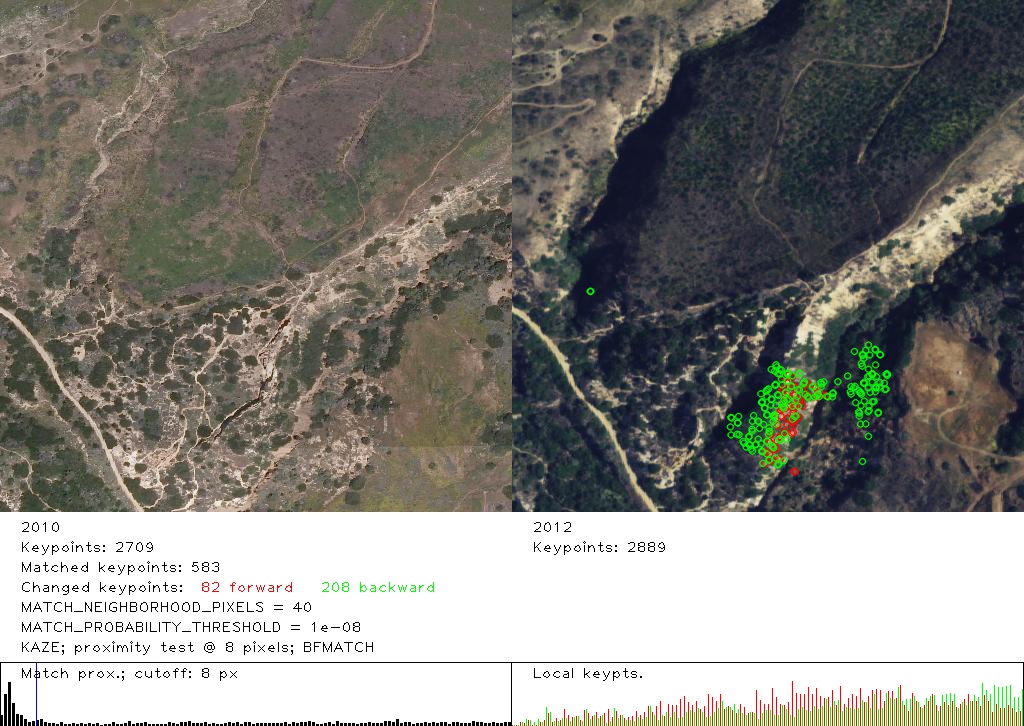 2010
Keypoints: 2709
Matched keypoints: 583
Changed keypoints: 82 forward 208 backward
MATCH_NEIGHBORHOOD_PIXELS = 40
MATCH_PROBABILITY_THRESHOLD = 1e-08
KAZE; proximity test @ 8 pixels; BFMATCH
2012
Keypoints: 2889
Match prox.; cutoff: 8 px
Local keypts.